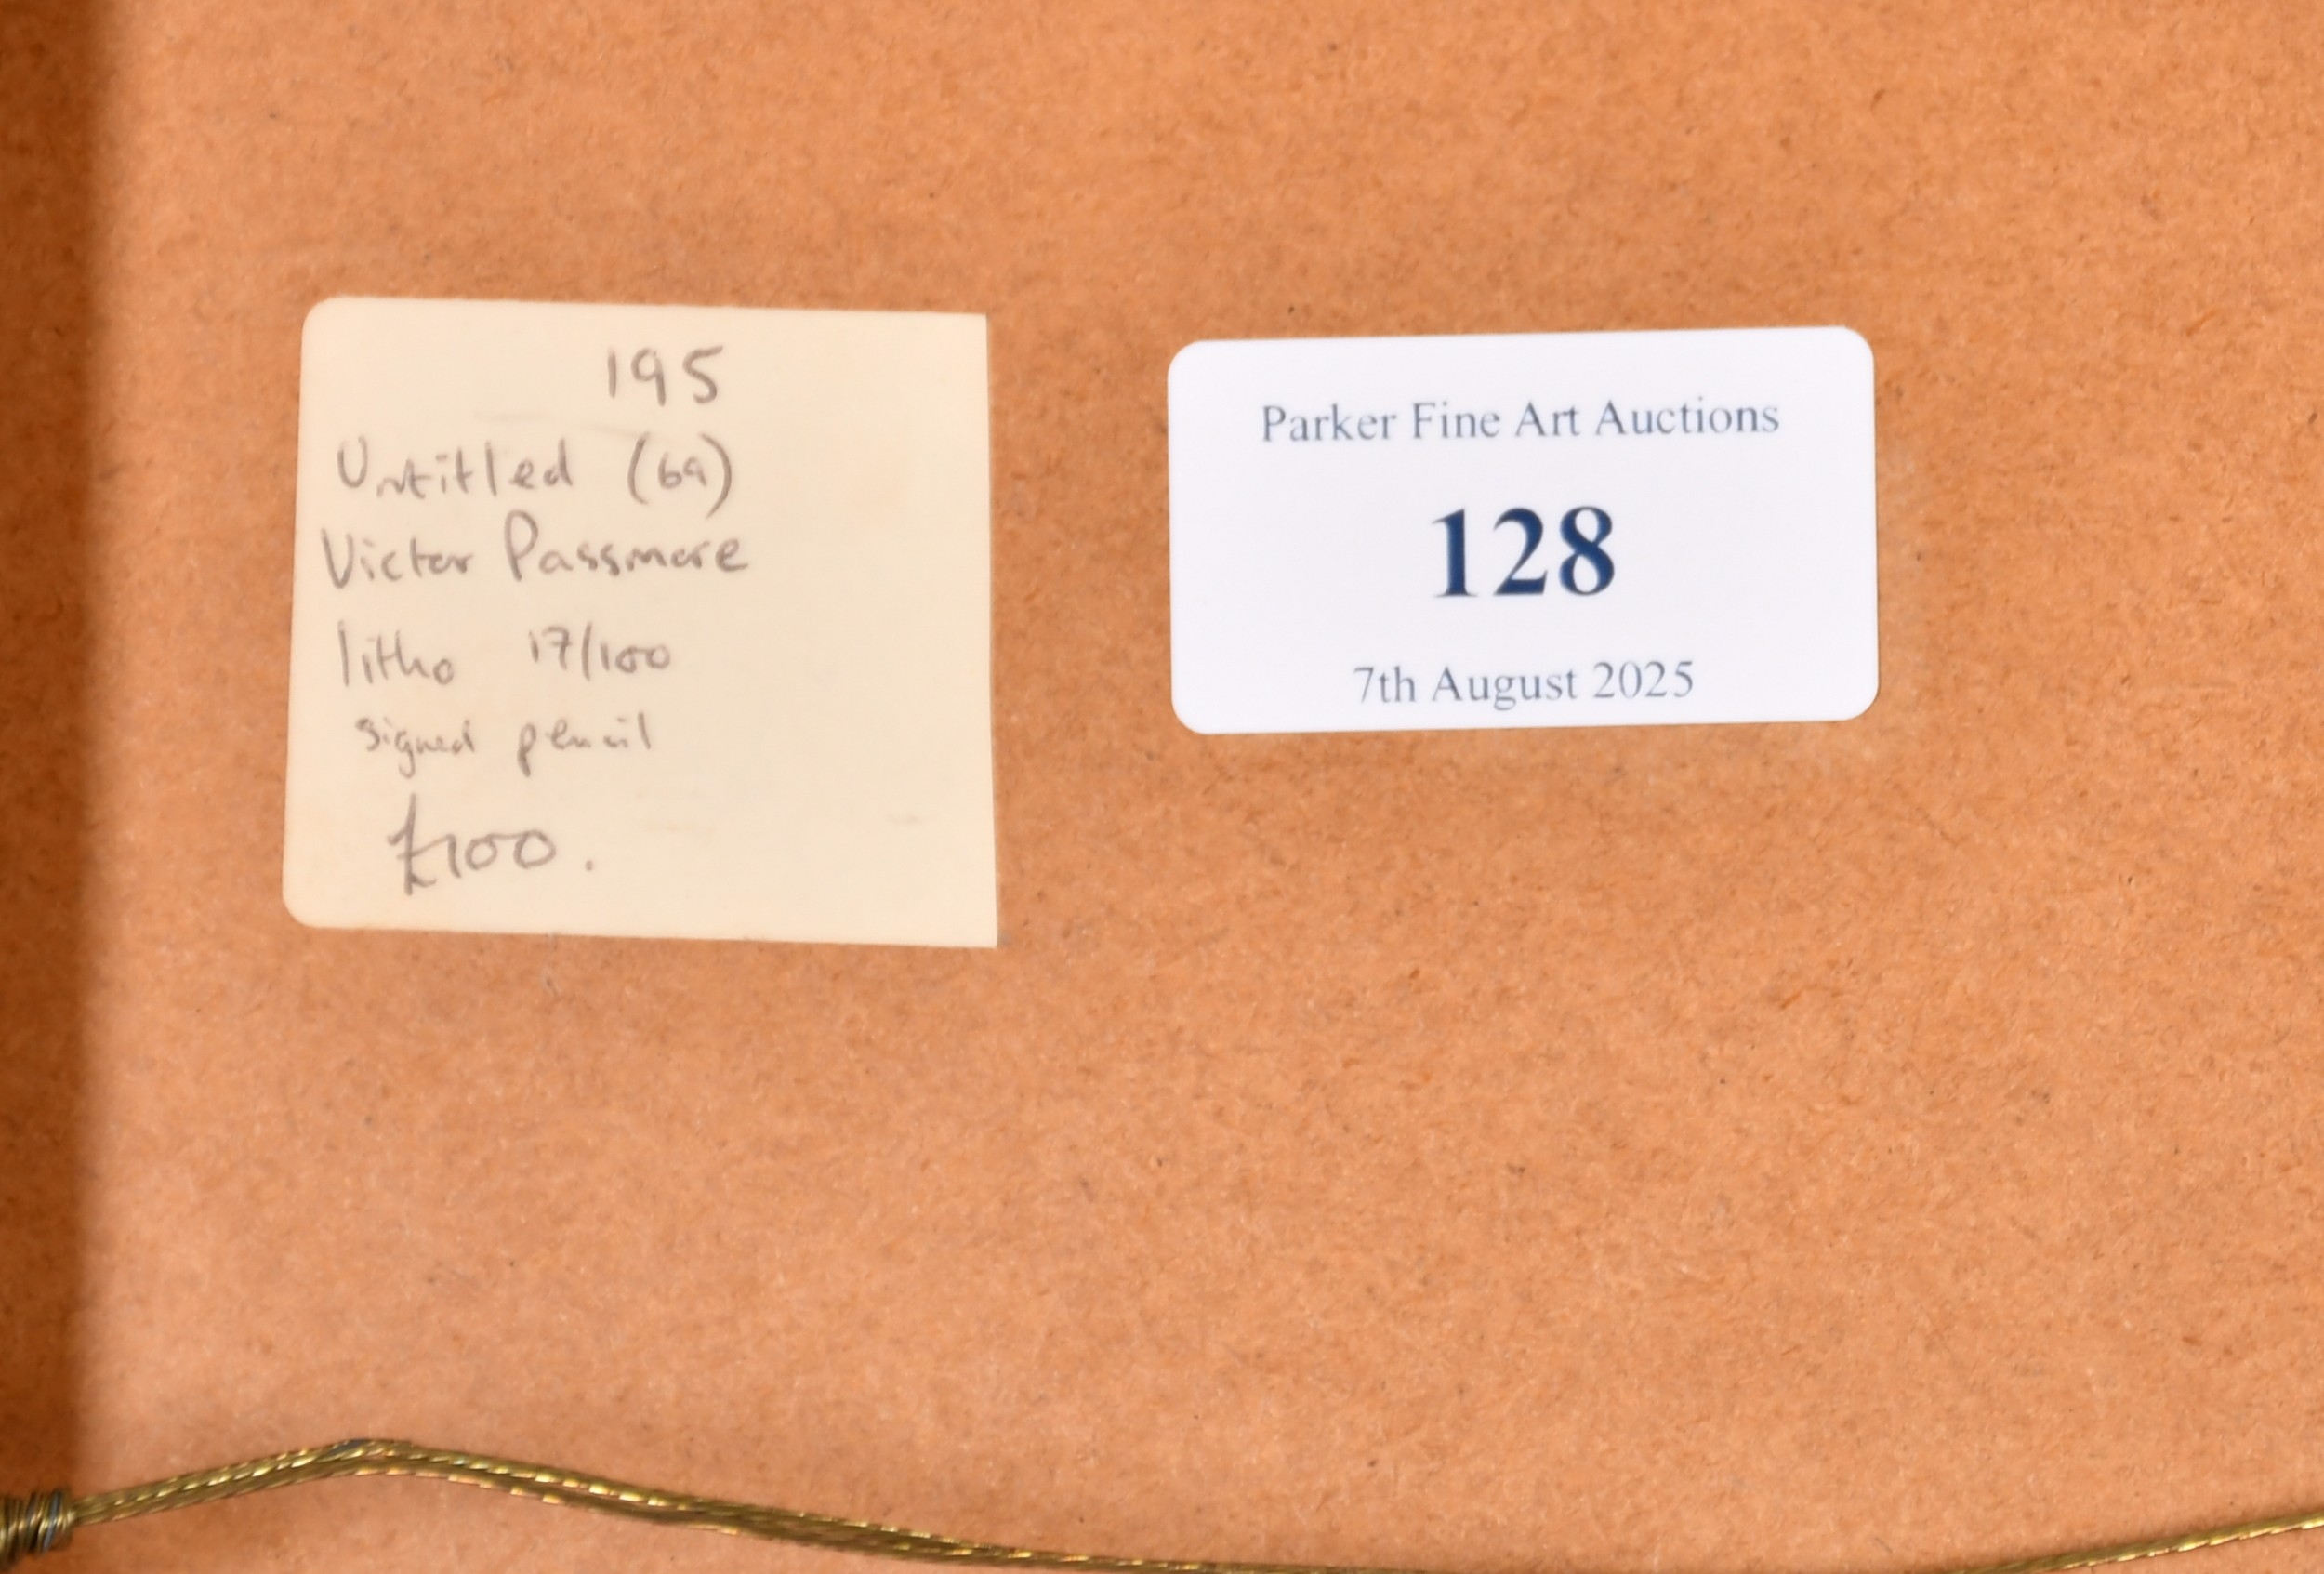 195
Untitled (69)
Victor Passmore
litho 17/100
signed pencil
£100.
Parker Fine Art Auctions
128
7th August 2025